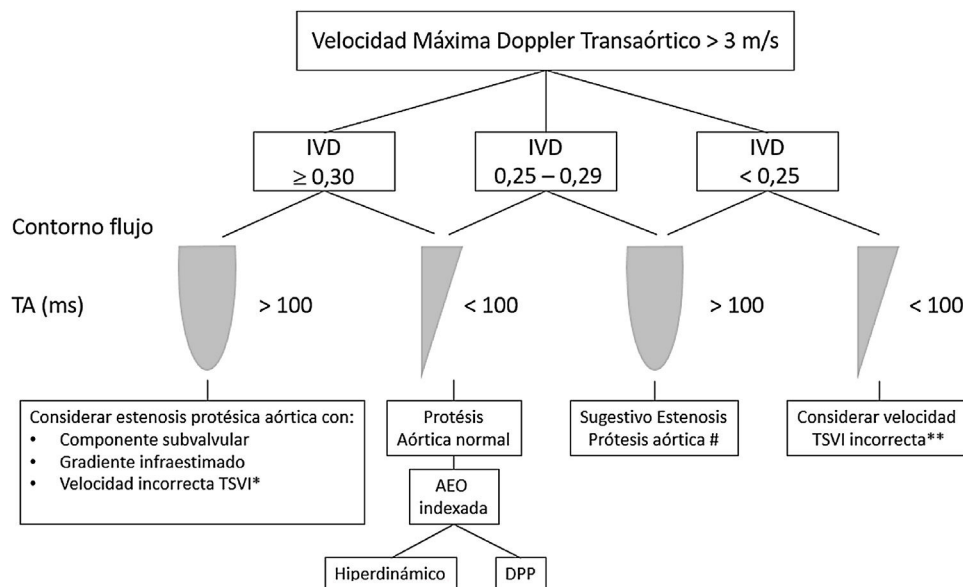 Velocidad Máxima Doppler Transaórtico > 3 m/s
IVD
≥ 0,30
IVD
0,25 – 0,29
IVD
< 0,25
Contorno flujo
TA (ms)
> 100
< 100
> 100
< 100
Considerar estenosis protésica aórtica con:
• Componente subvalvular
• Gradiente infraestimado
• Velocidad incorrecta TSVI*
Protésis
Aórtica normal
Sugestivo Estenosis
Prótesis aórtica #
Considerar velocidad
TSVI incorrecta**
AEO
indexada
Hiperdinámico
DPP